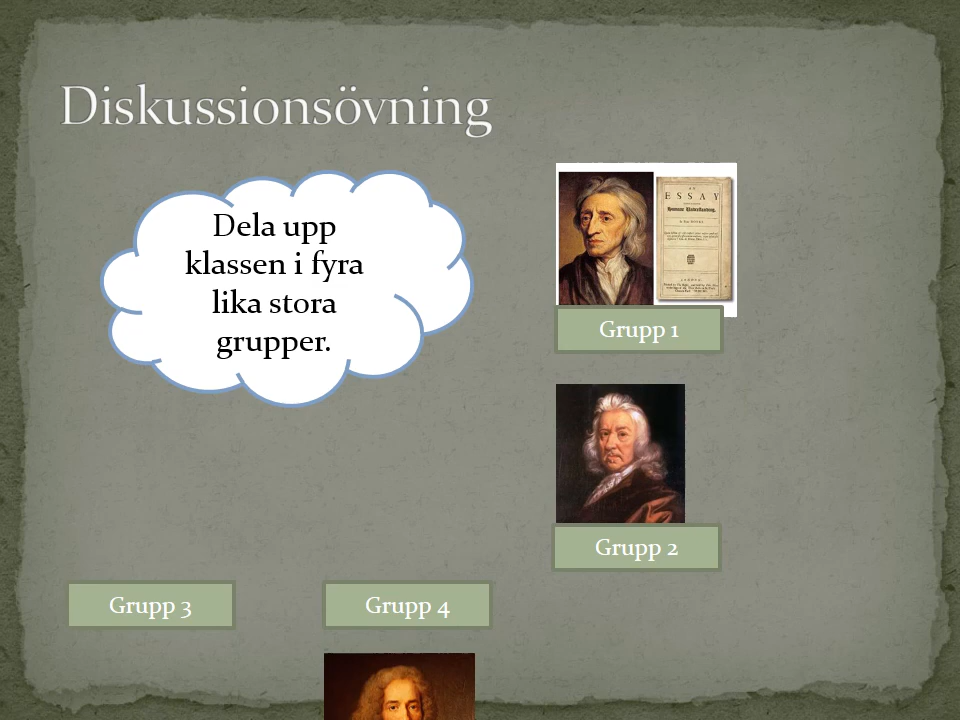 Diskussionsövning
Dela upp
klassen i fyra
lika stora
grupper.
ESSAY
Grupp 1
Grupp 2
Grupp 3
Grupp 4